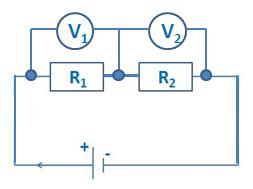 V₁ V₂
R₁ R₂
+ -